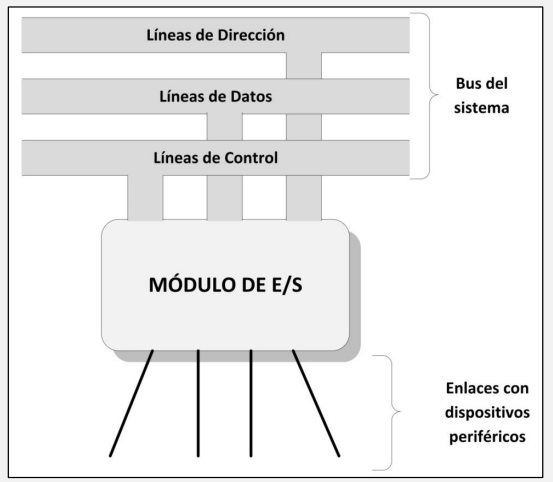 Líneas de Dirección
Líneas de Datos
Líneas de Control
Bus del
sistema
MÓDULO DE E/S
Enlaces con
dispositivos
periféricos